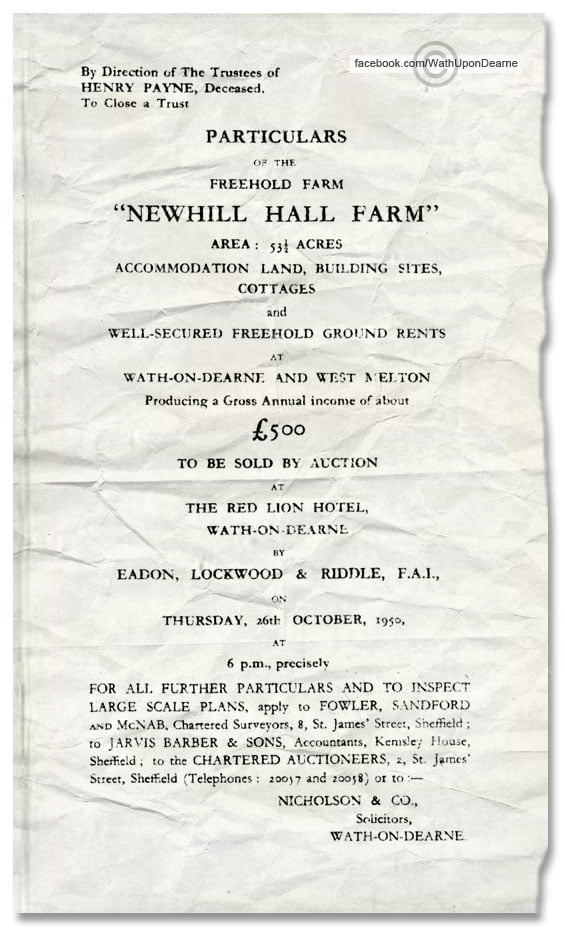 facebook.com/WathUponDearne
©
By Direction of The Trustees of
HENRY PAYNE, Deceased.
To Close a Trust
PARTICULARS
OF THE
FREEHOLD FARM
"NEWHILL HALL FARM"
AREA : 53½ ACRES
ACCOMMODATION LAND, BUILDING SITES,
COTTAGES
and
WELL-SECURED FREEHOLD GROUND RENTS
AT
WATH-ON-DEARNE AND WEST MELTON
Producing a Gross Annual income of about
£500
TO BE SOLD BY AUCTION
AT
THE RED LION HOTEL,
WATH-ON-DEARNE
BY
EADON, LOCKWOOD & RIDDLE, F.A.I.,
ON
THURSDAY, 26th OCTOBER, 1950,
AT
6 p.m., precisely
FOR ALL FURTHER PARTICULARS AND TO INSPECT
LARGE SCALE PLANS, apply to FOWLER, SANDFORD
AND McNAB, Chartered Surveyors, 8, St. James' Street, Sheffield ;
to JARVIS BARBER & SONS, Accountants, Kemsley House,
Sheffield ; to the CHARTERED AUCTIONEERS, 2, St. James'
Street, Sheffield (Telephones : 20057 and 20058) or to :—
NICHOLSON & CO.,
Solicitors,
WATH-ON-DEARNE.